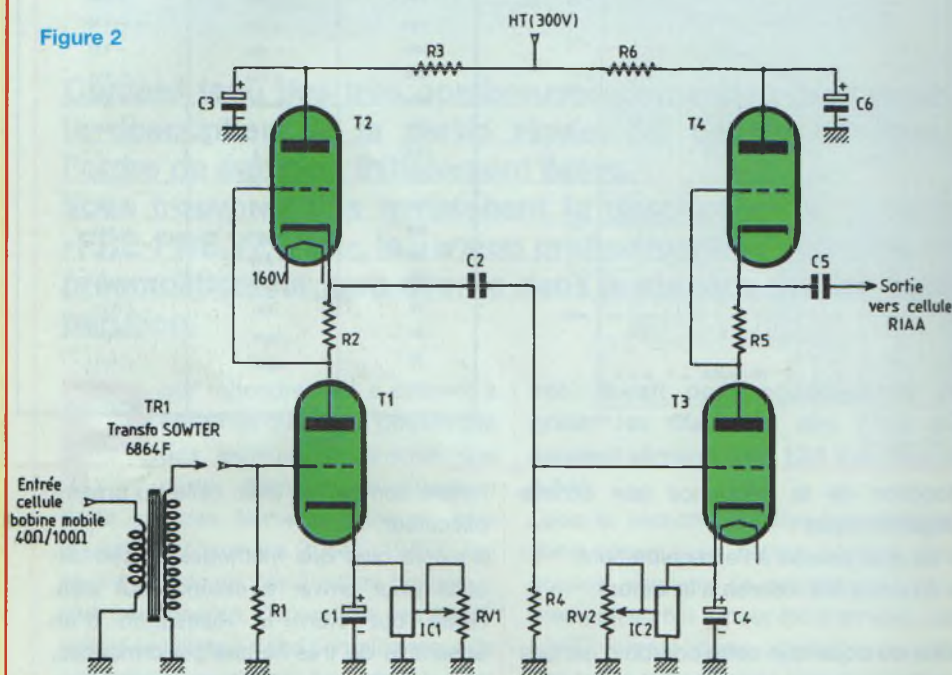 Figure 2
HT(300V)
R3
R6
C3
T2
T4
C6
160V
C2
C5
Sortie
vers cellule
RIAA
R2
R5
TR1
Transfo SOWTER
6864F
T1
T3
Entrée
cellule
bobine mobile
40Ω/100Ω
R1
C1
IC1
RV1
R4
RV2
IC2
C4